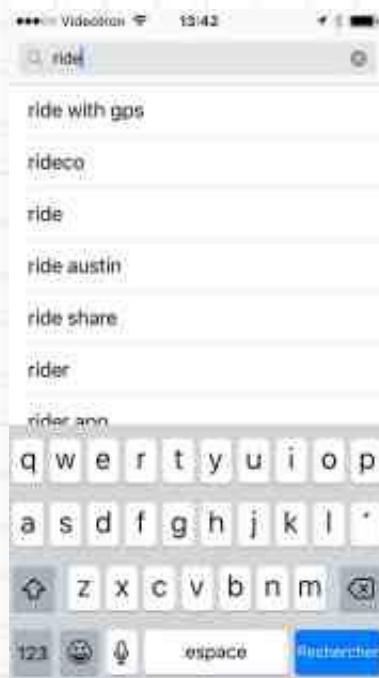 Videotron 13:42
ride
ride with gps
rideco
ride
ride austin
ride share
rider
rider app
q w e r t y u i o p
a s d f g h j k l
z x c v b n m
123 espace Rechercher